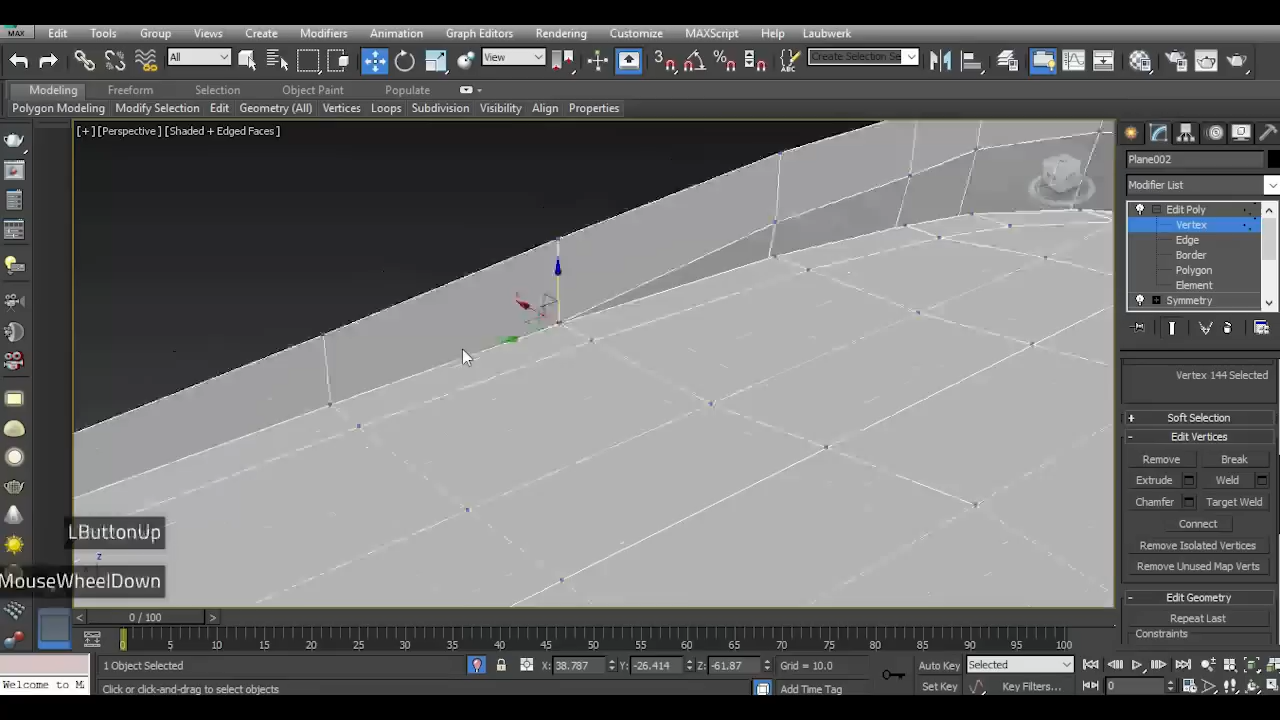 MAX Edit Tools Group Views Create Modifiers Animation Graph Editors Rendering Customize MAXScript Help Laubwerk
All View 3 ABC Create Selection Se
Modeling Freeform Selection Object Paint Populate
Polygon Modeling Modify Selection Edit Geometry (All) Vertices Loops Subdivision Visibility Align Properties
[+] [Perspective] [Shaded + Edged Faces]
Plane002
Modifier List
Edit Poly
Vertex
Edge
Border
Polygon
Element
Symmetry
Vertex 144 Selected
+ Soft Selection
- Edit Vertices
Remove Break
Extrude Weld
Chamfer Target Weld
Connect
Remove Isolated Vertices
Remove Unused Map Verts
- Edit Geometry
Repeat Last
Constraints
LButtonUp
z
MouseWheelDown
< 0 / 100 >
0 5 10 15 20 25 30 35 40 45 50 55 60 65 70 75 80 85 90 95 100
1 Object Selected X: 38.787 Y: -26.414 Z: -61.87 Grid = 10.0 Auto Key Selected
Welcome to M Click or click-and-drag to select objects Add Time Tag Set Key Key Filters... 0